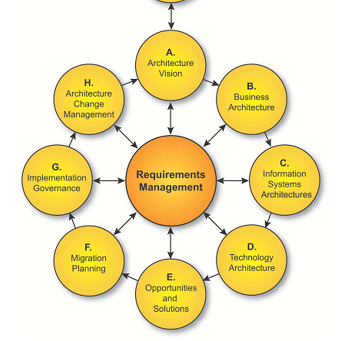 A.
Architecture
Vision
B.
Business
Architecture
C.
Information
Systems
Architectures
D.
Technology
Architecture
E.
Opportunities
and
Solutions
F.
Migration
Planning
G.
Implementation
Governance
H.
Architecture
Change
Management
Requirements
Management